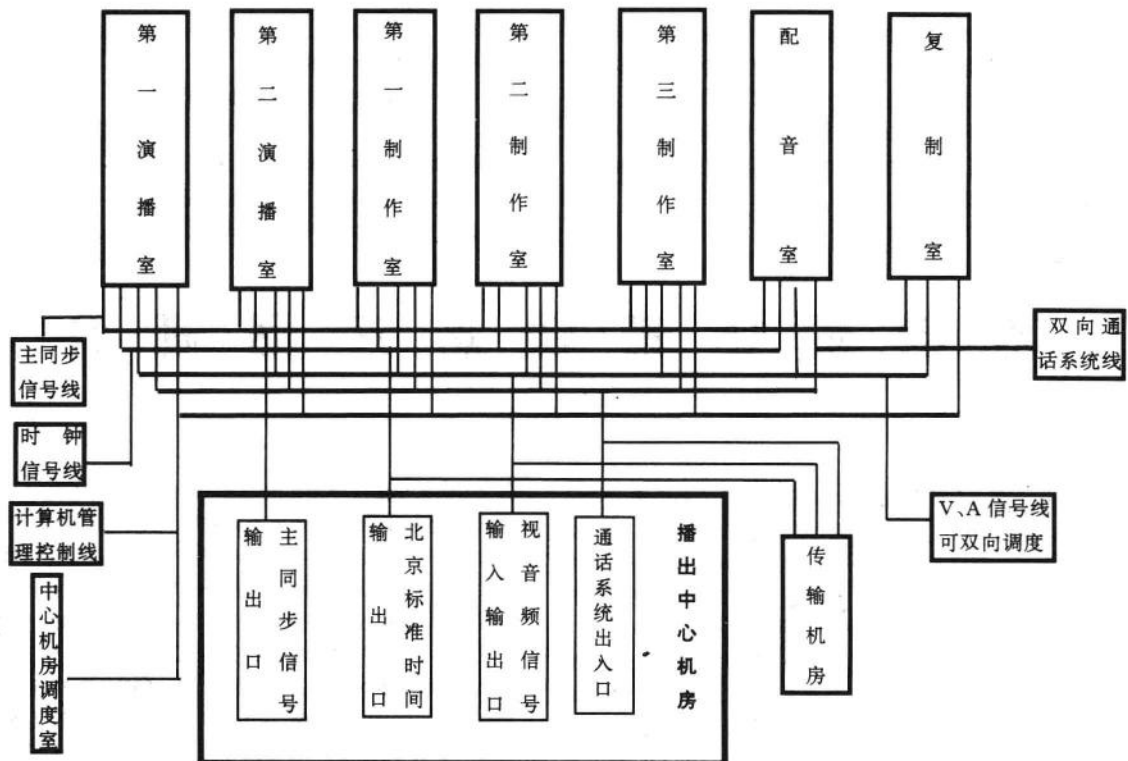 第一演播室
第二演播室
第一制作室
第二制作室
第三制作室
配音室
复制室
主同步
信号线
时钟
信号线
计算机管
理控制线
中心机房调度室
双向通
话系统线
V、A信号线
可双向调度
主同步信号
输出口
北京标准时间
输出口
视音频信号
输入输出口
通话系统出入口
播出中心机房
传输机房